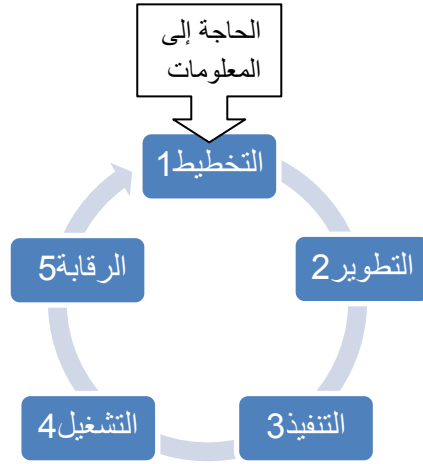 الحاجة إلى
المعلومات
التخطيط1
التطوير2
التنفيذ3
التشغيل4
الرقابة5